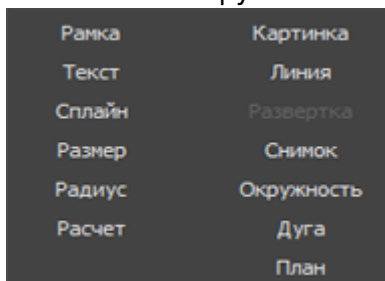 Рамка Картинка
Текст Линия
Сплайн Развертка
Размер Снимок
Радиус Окружность
Расчет Дуга
План